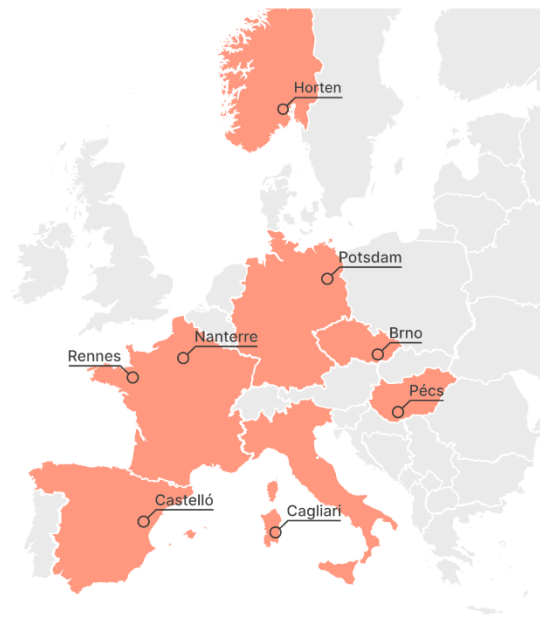 Horten
Potsdam
Brno
Nanterre
Rennes
Pécs
Castelló
Cagliari